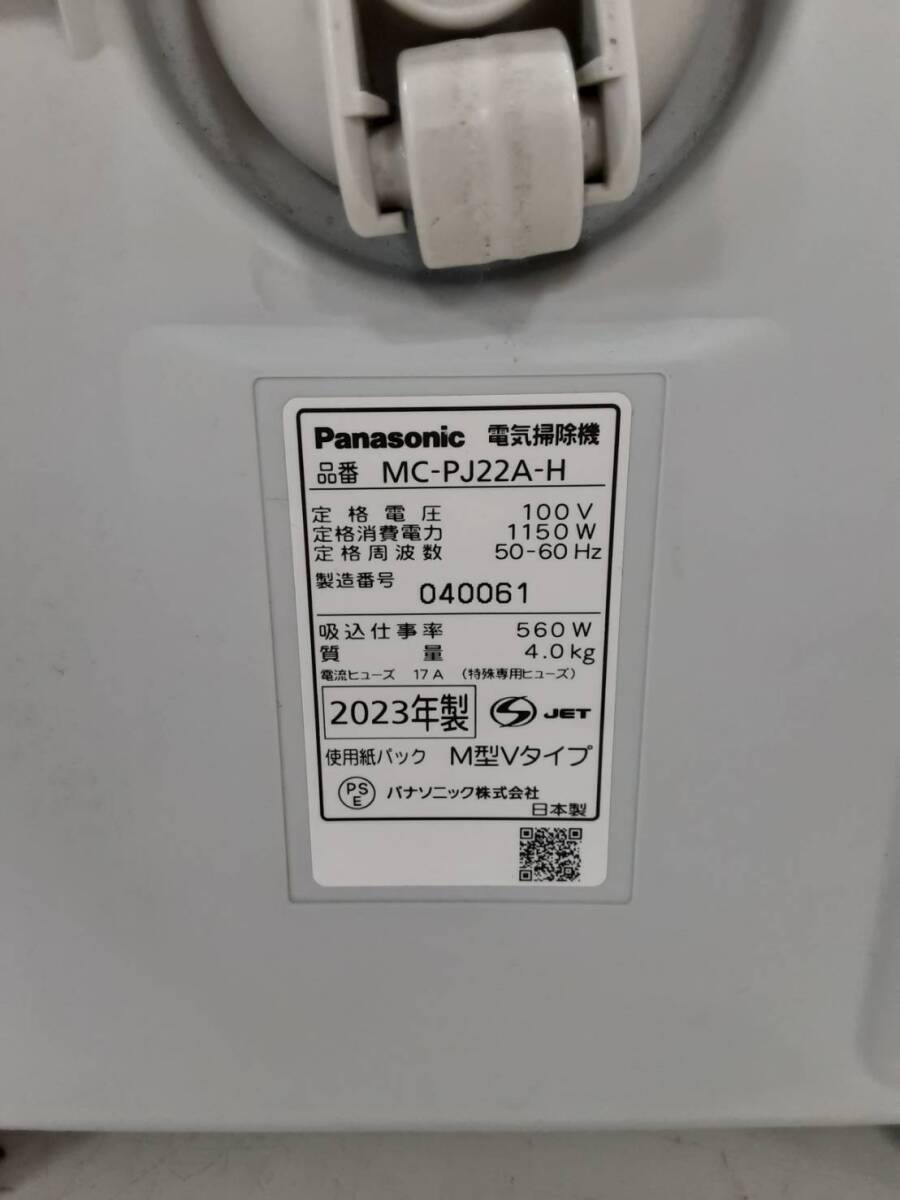 Panasonic 電気掃除機
品番 MC-PJ22A-H
定格電圧 100V
定格消費電力 1150W
定格周波数 50-60Hz
製造番号 040061
吸込仕事率 560W
質量 4.0kg
電流ヒューズ 17A (特殊専用ヒューズ)
2023年製 S JET
使用紙パック M型Vタイプ
PSE パナソニック株式会社
日本製